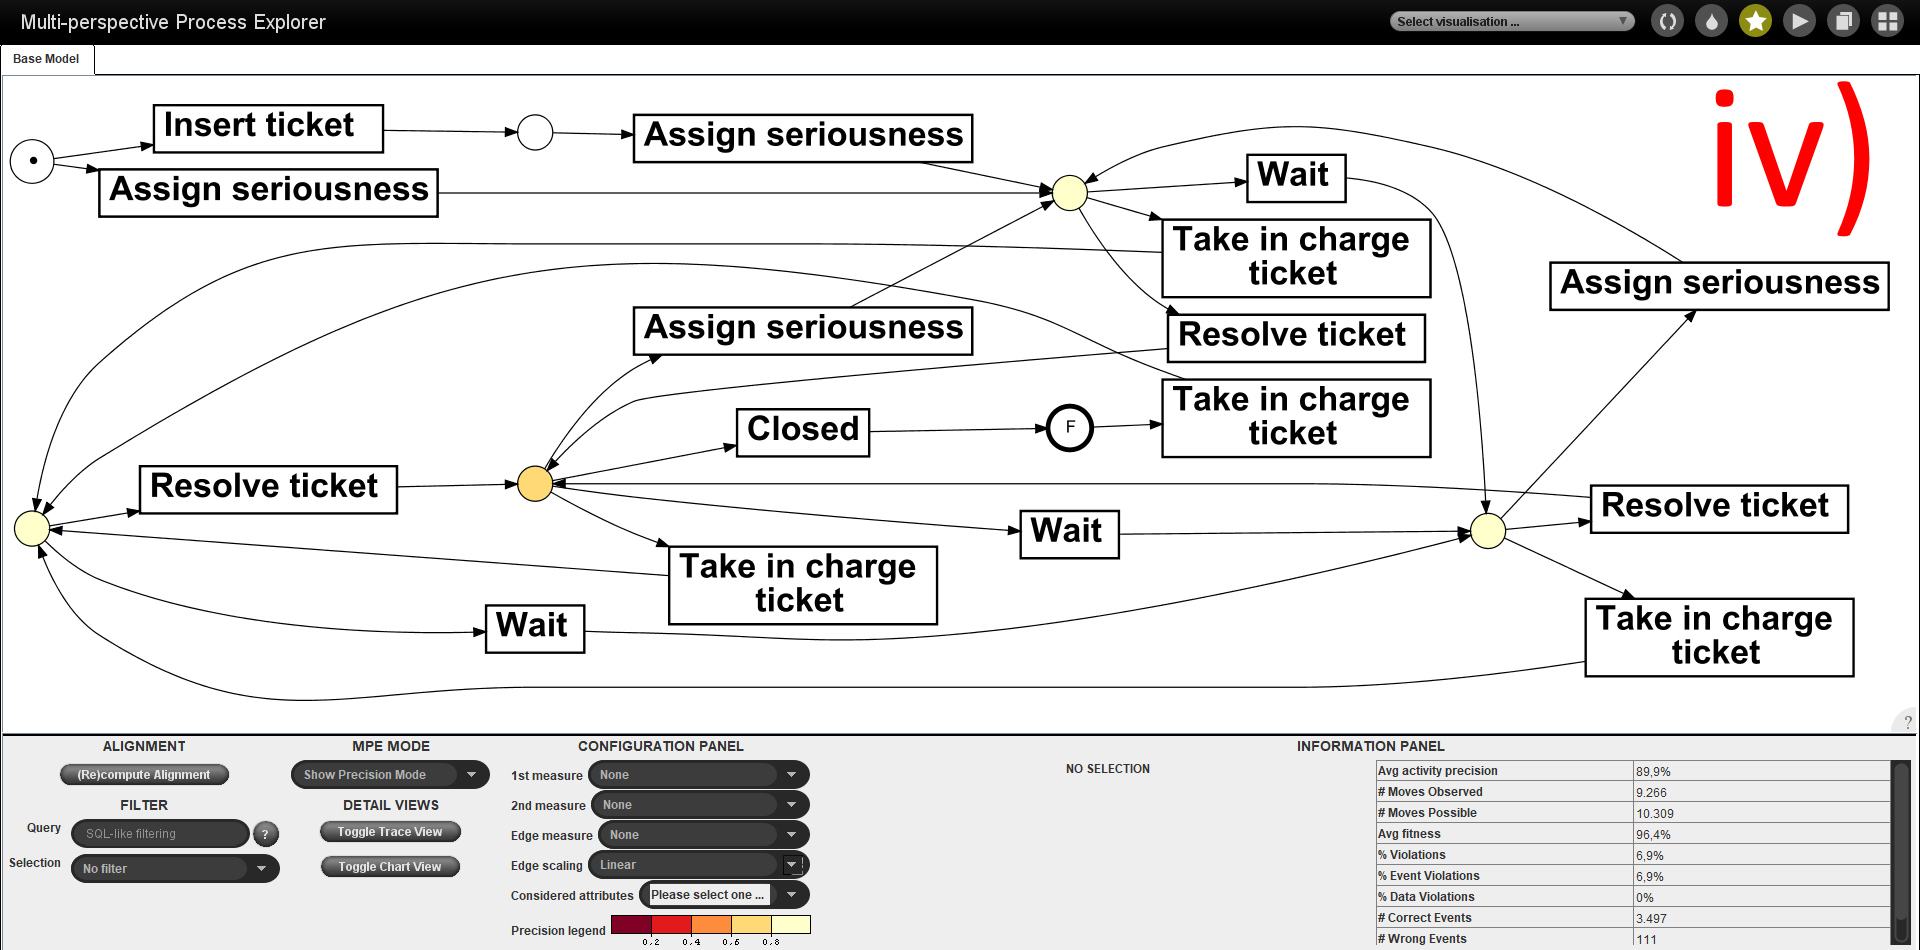 Multi-perspective Process Explorer
Select visualisation ...
Base Model
iv)
Insert ticket
Assign seriousness
Assign seriousness
Wait
Take in charge
ticket
Assign seriousness
Assign seriousness
Resolve ticket
Take in charge
ticket
Closed
F
Resolve ticket
Resolve ticket
Wait
Take in charge
ticket
Wait
Take in charge
ticket
?
ALIGNMENT
(Re)compute Alignment
FILTER
Query
SQL-like filtering
?
Selection
No filter
MPE MODE
Show Precision Mode
DETAIL VIEWS
Toggle Trace View
Toggle Chart View
CONFIGURATION PANEL
1st measure None
2nd measure None
Edge measure None
Edge scaling Linear
Considered attributes Please select one ...
Precision legend
0,2 0,4 0,6 0,8
NO SELECTION
INFORMATION PANEL
Avg activity precision 89,9%
# Moves Observed 9.266
# Moves Possible 10.309
Avg fitness 96,4%
% Violations 6,9%
% Event Violations 6,9%
% Data Violations 0%
# Correct Events 3.497
# Wrong Events 111